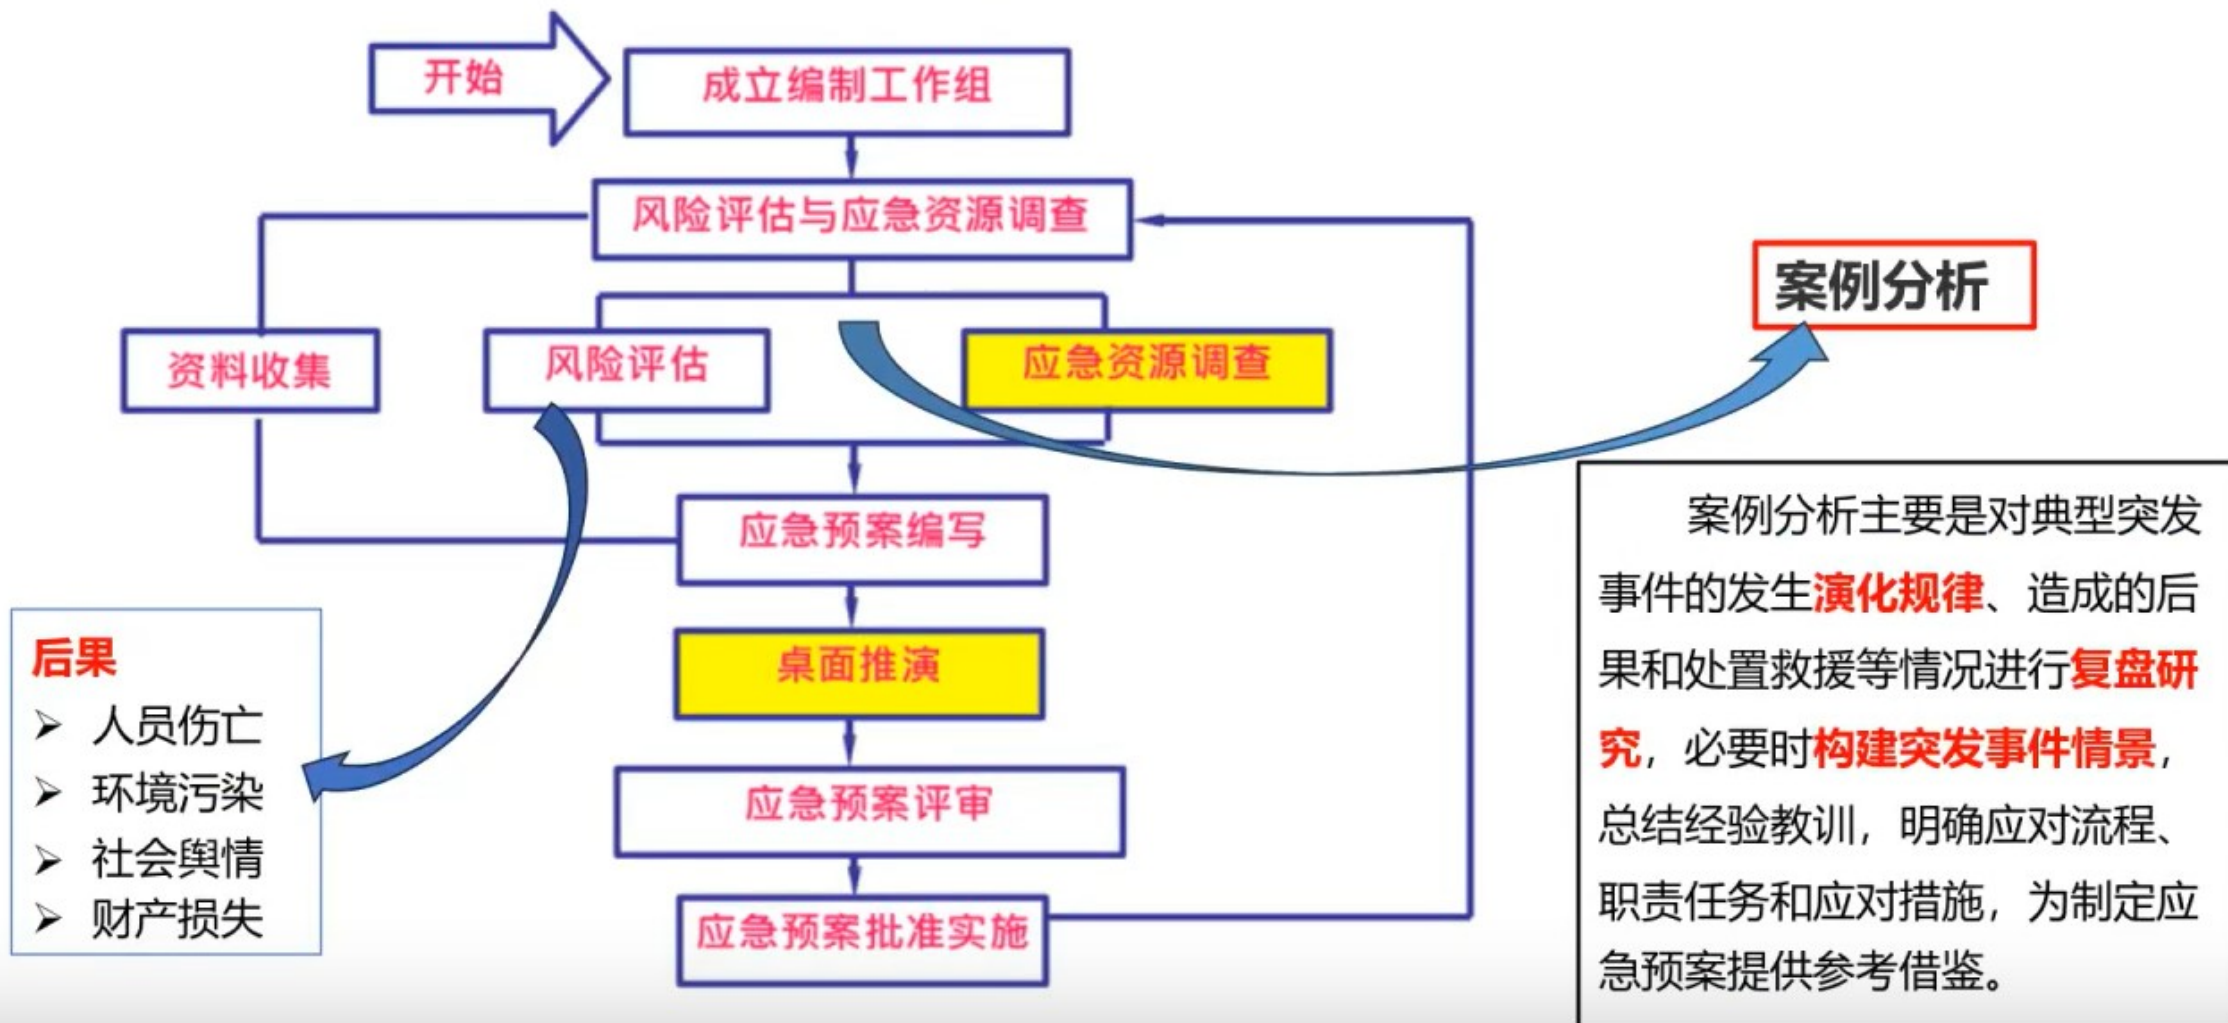 开始
成立编制工作组
风险评估与应急资源调查
案例分析
资料收集
风险评估
应急资源调查
应急预案编写
桌面推演
应急预案评审
应急预案批准实施
后果
➢ 人员伤亡
➢ 环境污染
➢ 社会舆情
➢ 财产损失
案例分析主要是对典型突发
事件的发生演化规律、造成的后
果和处置救援等情况进行复盘研
究，必要时构建突发事件情景，
总结经验教训，明确应对流程、
职责任务和应对措施，为制定应
急预案提供参考借鉴。